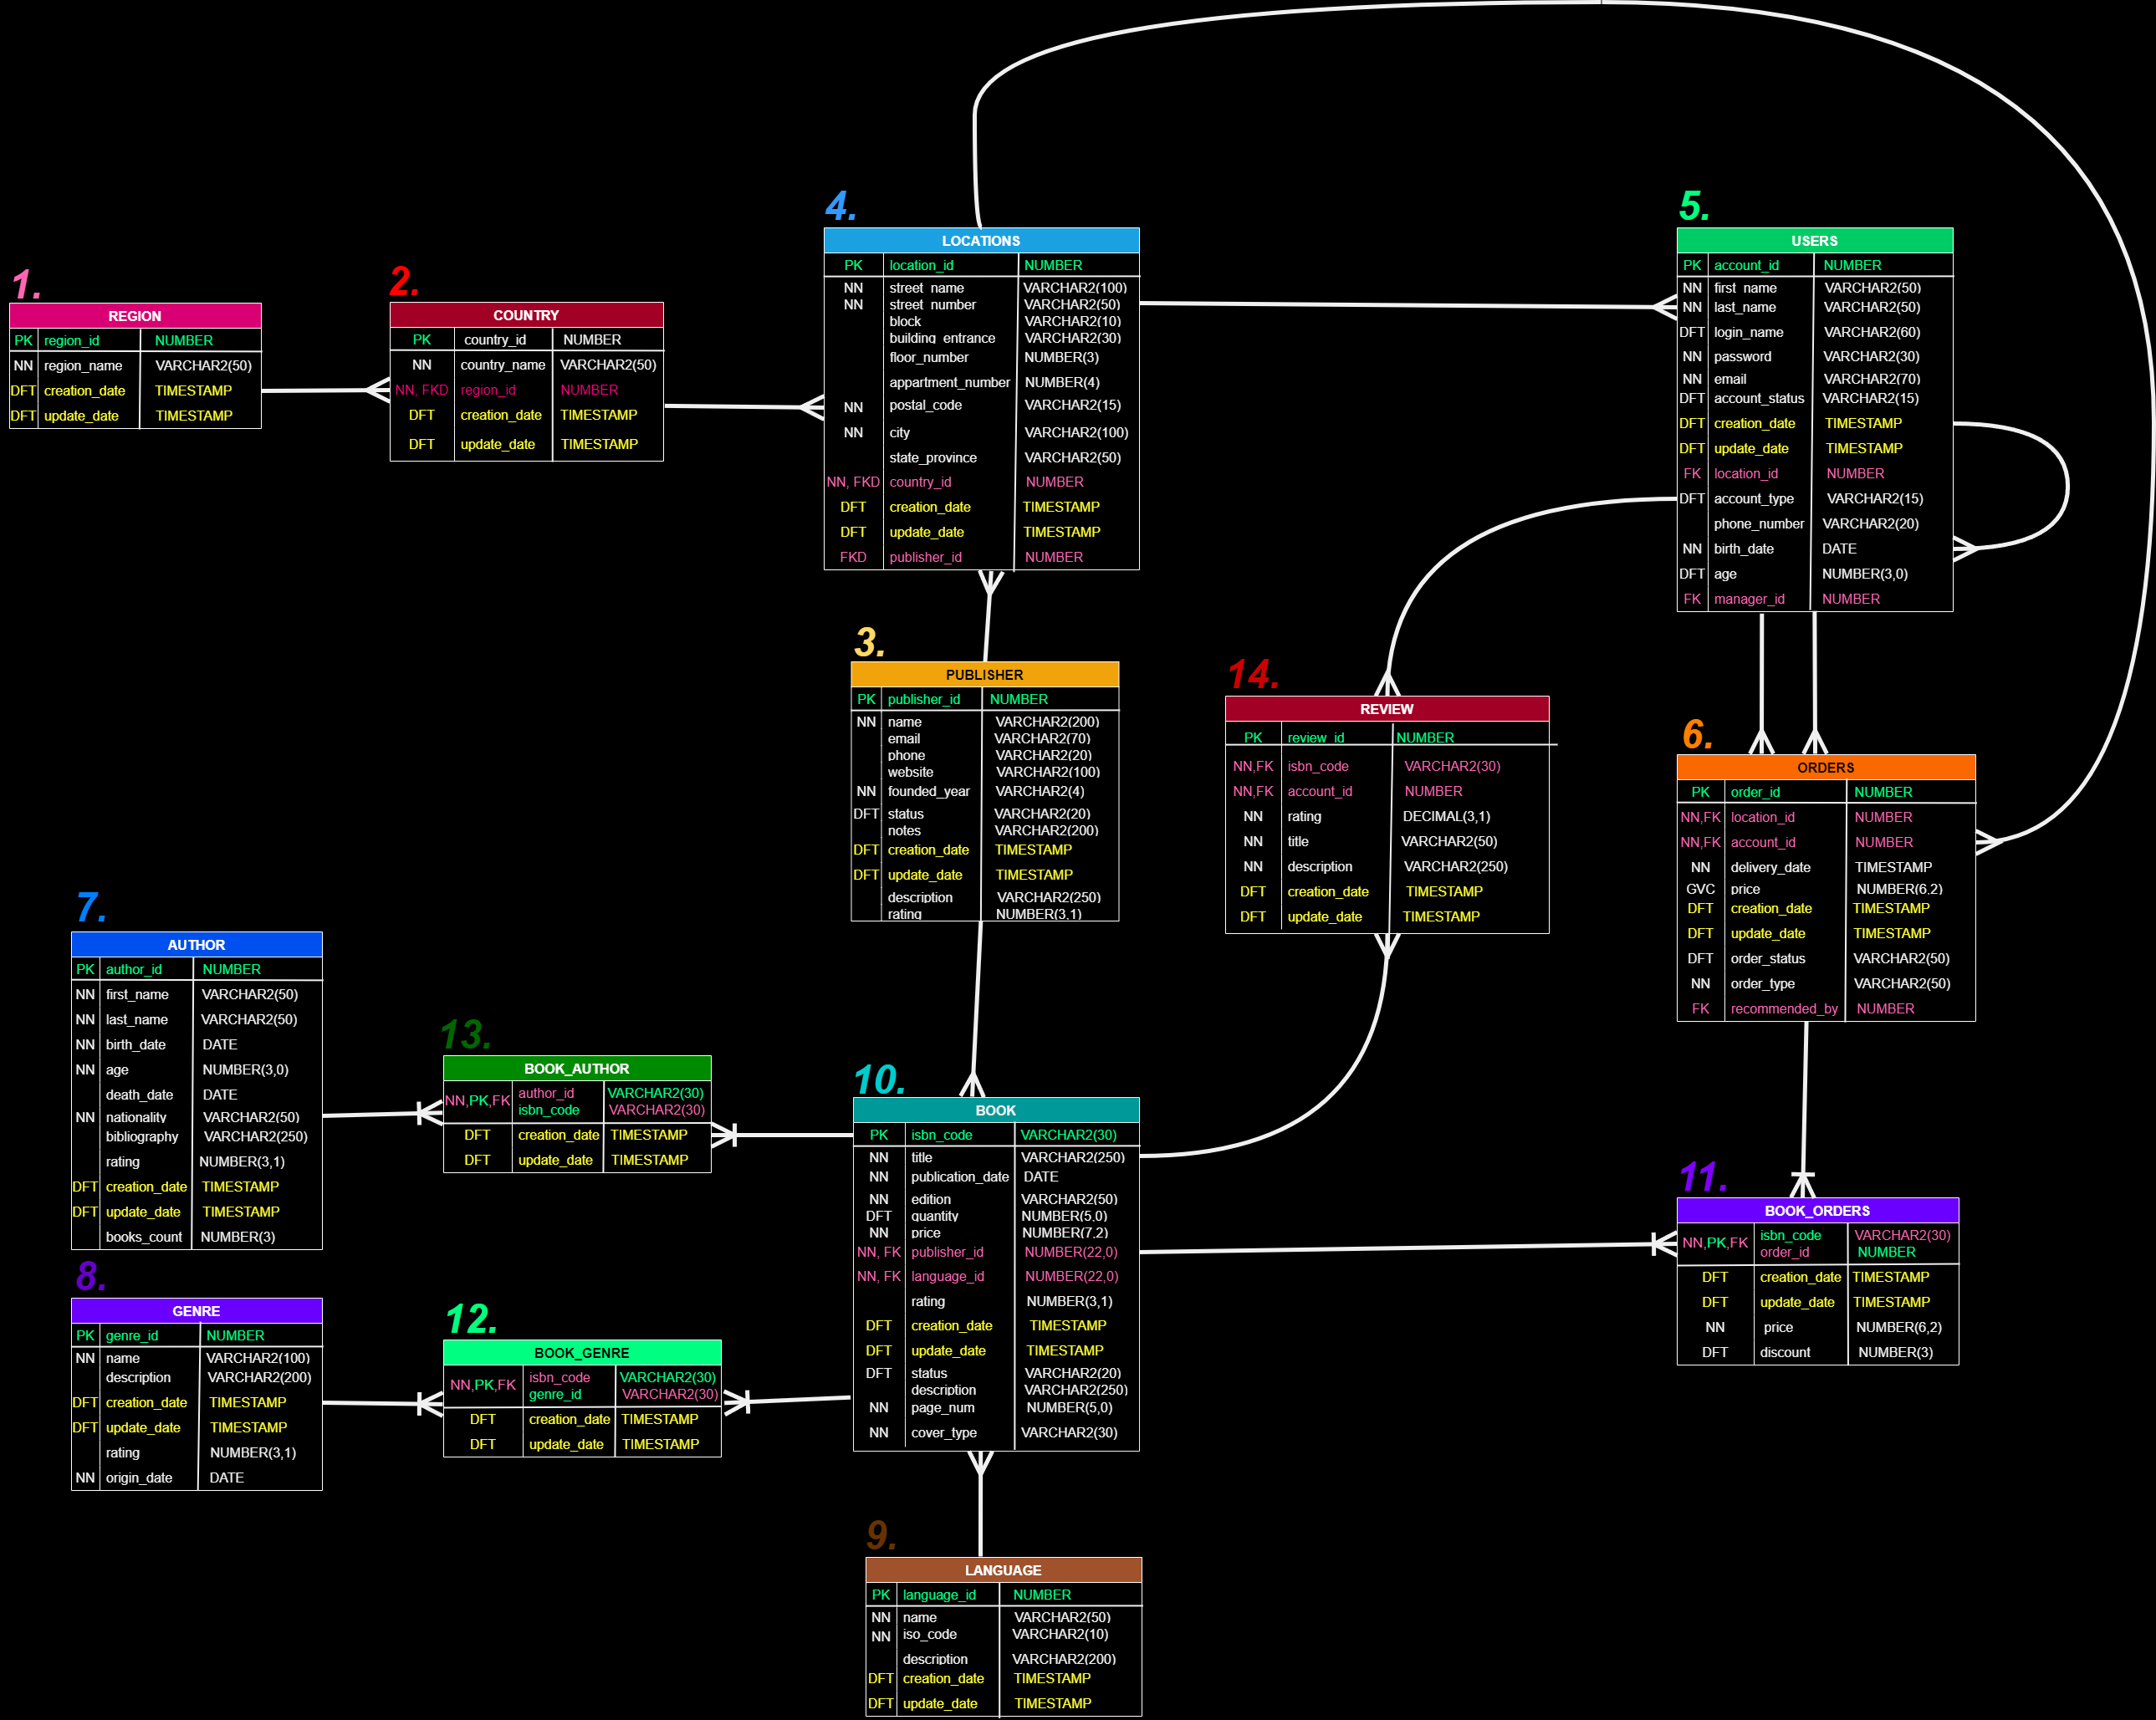 1.
REGION
PK region_id NUMBER
NN region_name VARCHAR2(50)
DFT creation_date TIMESTAMP
DFT update_date TIMESTAMP
2.
COUNTRY
PK country_id NUMBER
NN country_name VARCHAR2(50)
NN, FKD region_id NUMBER
DFT creation_date TIMESTAMP
DFT update_date TIMESTAMP
4.
LOCATIONS
PK location_id NUMBER
NN street_name VARCHAR2(100)
NN street_number VARCHAR2(50)
block VARCHAR2(10)
building_entrance VARCHAR2(30)
floor_number NUMBER(3)
appartment_number NUMBER(4)
NN postal_code VARCHAR2(15)
NN city VARCHAR2(100)
state_province VARCHAR2(50)
NN, FKD country_id NUMBER
DFT creation_date TIMESTAMP
DFT update_date TIMESTAMP
FKD publisher_id NUMBER
5.
USERS
PK account_id NUMBER
NN first_name VARCHAR2(50)
NN last_name VARCHAR2(50)
DFT login_name VARCHAR2(60)
NN password VARCHAR2(30)
NN email VARCHAR2(70)
DFT account_status VARCHAR2(15)
DFT creation_date TIMESTAMP
DFT update_date TIMESTAMP
FK location_id NUMBER
DFT account_type VARCHAR2(15)
phone_number VARCHAR2(20)
NN birth_date DATE
DFT age NUMBER(3,0)
FK manager_id NUMBER
3.
PUBLISHER
PK publisher_id NUMBER
NN name VARCHAR2(200)
email VARCHAR2(70)
phone VARCHAR2(20)
website VARCHAR2(100)
NN founded_year VARCHAR2(4)
DFT status VARCHAR2(20)
notes VARCHAR2(200)
DFT creation_date TIMESTAMP
DFT update_date TIMESTAMP
description VARCHAR2(250)
rating NUMBER(3,1)
14.
REVIEW
PK review_id NUMBER
NN,FK isbn_code VARCHAR2(30)
NN,FK account_id NUMBER
NN rating DECIMAL(3,1)
NN title VARCHAR2(50)
NN description VARCHAR2(250)
DFT creation_date TIMESTAMP
DFT update_date TIMESTAMP
6.
ORDERS
PK order_id NUMBER
NN,FK location_id NUMBER
NN,FK account_id NUMBER
NN delivery_date TIMESTAMP
GVC price NUMBER(6,2)
DFT creation_date TIMESTAMP
DFT update_date TIMESTAMP
DFT order_status VARCHAR2(50)
NN order_type VARCHAR2(50)
FK recommended_by NUMBER
7.
AUTHOR
PK author_id NUMBER
NN first_name VARCHAR2(50)
NN last_name VARCHAR2(50)
NN birth_date DATE
NN age NUMBER(3,0)
death_date DATE
NN nationality VARCHAR2(50)
bibliography VARCHAR2(250)
rating NUMBER(3,1)
DFT creation_date TIMESTAMP
DFT update_date TIMESTAMP
books_count NUMBER(3)
13.
BOOK_AUTHOR
NN,PK,FK author_id VARCHAR2(30)
isbn_code VARCHAR2(30)
DFT creation_date TIMESTAMP
DFT update_date TIMESTAMP
10.
BOOK
PK isbn_code VARCHAR2(30)
NN title VARCHAR2(250)
NN publication_date DATE
NN edition VARCHAR2(50)
DFT quantity NUMBER(5,0)
NN price NUMBER(7,2)
NN, FK publisher_id NUMBER(22,0)
NN, FK language_id NUMBER(22,0)
rating NUMBER(3,1)
DFT creation_date TIMESTAMP
DFT update_date TIMESTAMP
DFT status VARCHAR2(20)
description VARCHAR2(250)
NN page_num NUMBER(5,0)
NN cover_type VARCHAR2(30)
11.
BOOK_ORDERS
NN,PK,FK isbn_code VARCHAR2(30)
order_id NUMBER
DFT creation_date TIMESTAMP
DFT update_date TIMESTAMP
NN price NUMBER(6,2)
DFT discount NUMBER(3)
8.
GENRE
PK genre_id NUMBER
NN name VARCHAR2(100)
description VARCHAR2(200)
DFT creation_date TIMESTAMP
DFT update_date TIMESTAMP
rating NUMBER(3,1)
NN origin_date DATE
12.
BOOK_GENRE
NN,PK,FK isbn_code VARCHAR2(30)
genre_id VARCHAR2(30)
DFT creation_date TIMESTAMP
DFT update_date TIMESTAMP
9.
LANGUAGE
PK language_id NUMBER
NN name VARCHAR2(50)
NN iso_code VARCHAR2(10)
description VARCHAR2(200)
DFT creation_date TIMESTAMP
DFT update_date TIMESTAMP